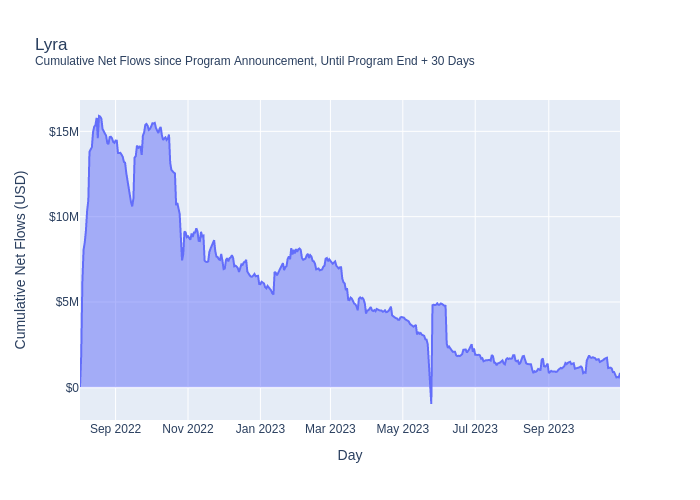 Lyra
Cumulative Net Flows since Program Announcement, Until Program End + 30 Days
Cumulative Net Flows (USD)
$15M
$10M
$5M
$0
Sep 2022 Nov 2022 Jan 2023 Mar 2023 May 2023 Jul 2023 Sep 2023
Day